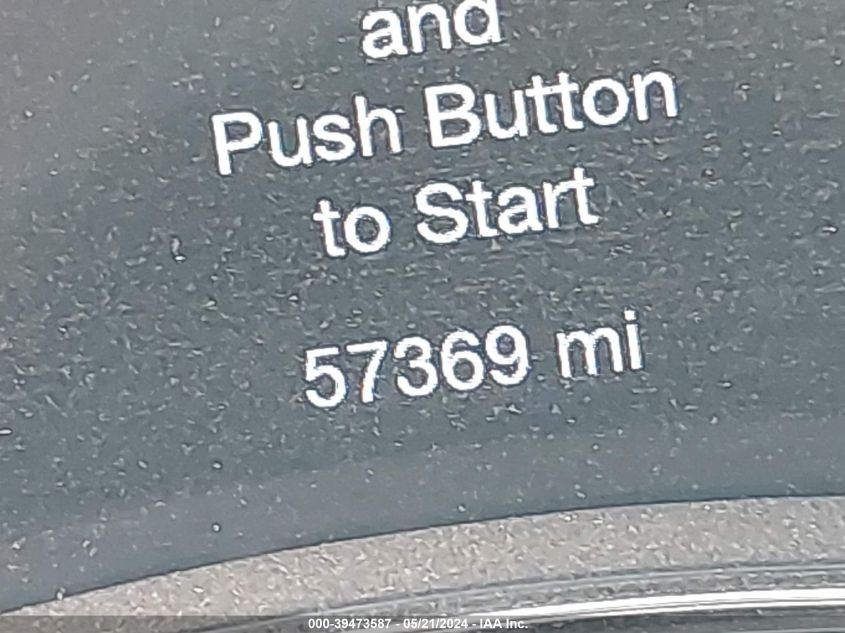 and
Push Button
to Start
57369 mi
000-39473587 - 05/21/2024 - IAA Inc.